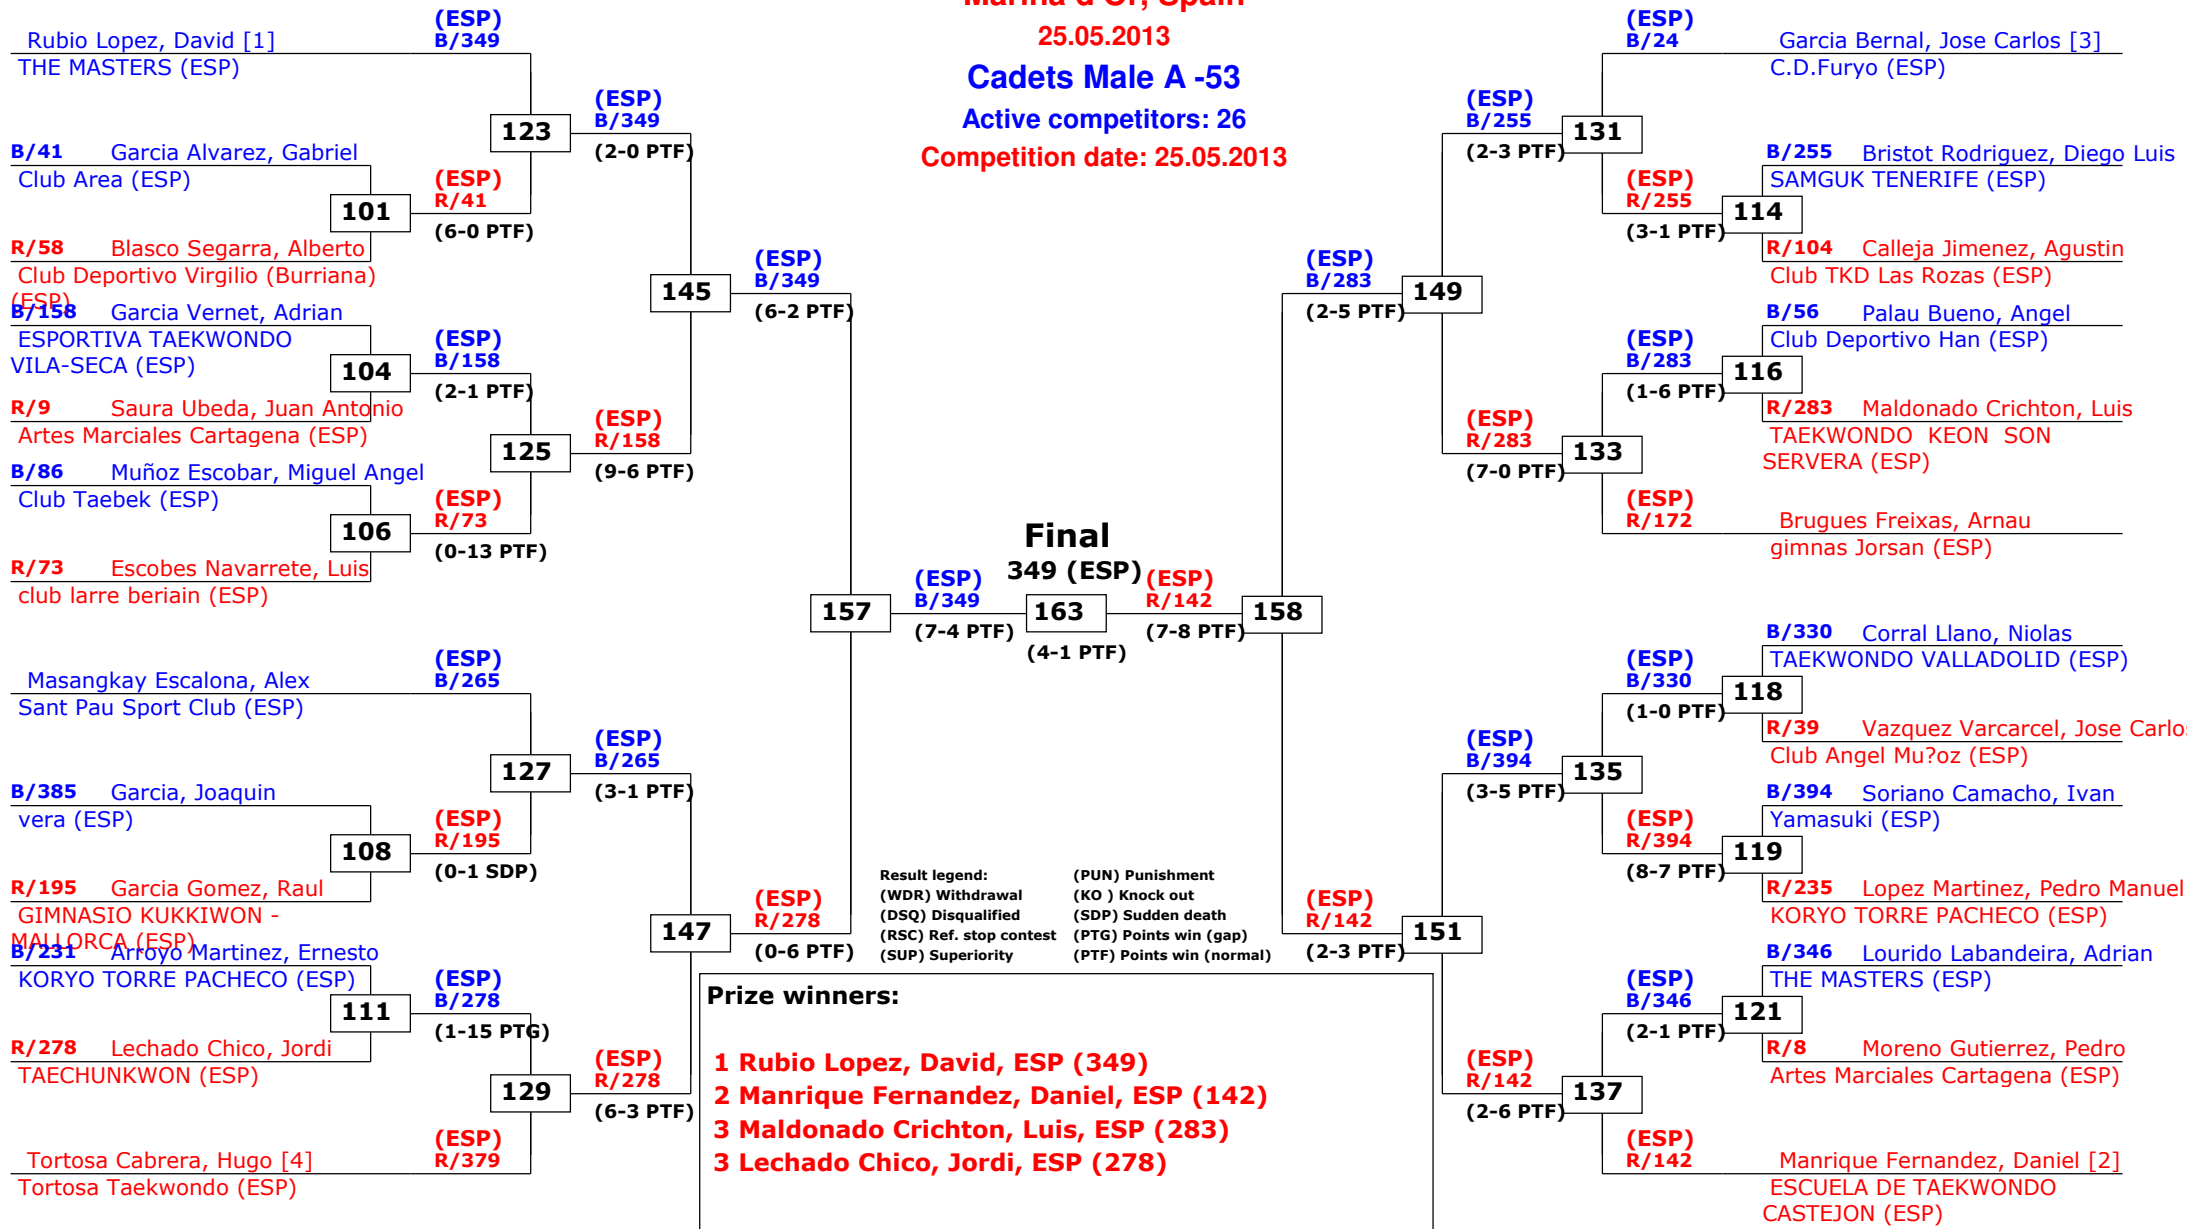 Marina d'Or, Spain
25.05.2013
Cadets Male A -53
Active competitors: 26
Competition date: 25.05.2013
(ESP)
B/349
Rubio Lopez, David [1]
THE MASTERS (ESP)
B/41 Garcia Alvarez, Gabriel
Club Area (ESP)
101
R/58 Blasco Segarra, Alberto
Club Deportivo Virgilio (Burriana)
(ESP)
(ESP)
R/41
(6-0 PTF)
123
(ESP)
B/349
(2-0 PTF)
B/158 Garcia Vernet, Adrian
ESPORTIVA TAEKWONDO
VILA-SECA (ESP)
104
R/9 Saura Ubeda, Juan Antonio
Artes Marciales Cartagena (ESP)
(ESP)
B/158
(2-1 PTF)
B/86 Muñoz Escobar, Miguel Angel
Club Taebek (ESP)
106
R/73 Escobes Navarrete, Luis
club larre beriain (ESP)
(ESP)
R/73
(0-13 PTF)
125
(ESP)
R/158
(9-6 PTF)
145
(ESP)
B/349
(6-2 PTF)
(ESP)
B/265
Masangkay Escalona, Alex
Sant Pau Sport Club (ESP)
B/385 Garcia, Joaquin
vera (ESP)
108
R/195 Garcia Gomez, Raul
GIMNASIO KUKKIWON -
MALLORCA (ESP)
(ESP)
R/195
(0-1 SDP)
127
(ESP)
B/265
(3-1 PTF)
B/231 Arroyo Martinez, Ernesto
KORYO TORRE PACHECO (ESP)
111
R/278 Lechado Chico, Jordi
TAECHUNKWON (ESP)
(ESP)
B/278
(1-15 PTG)
129
(ESP)
R/278
(6-3 PTF)
(ESP)
R/379
Tortosa Cabrera, Hugo [4]
Tortosa Taekwondo (ESP)
147
(ESP)
R/278
(0-6 PTF)
157
(ESP)
B/349
(7-4 PTF)
Final
349 (ESP)
163
(4-1 PTF)
(ESP)
R/142
(7-8 PTF)
158
(ESP)
B/283
(2-5 PTF)
149
(ESP)
B/255
(2-3 PTF)
131
(ESP)
B/24
Garcia Bernal, Jose Carlos [3]
C.D.Furyo (ESP)
(ESP)
R/255
(3-1 PTF)
114
B/255 Bristot Rodriguez, Diego Luis
SAMGUK TENERIFE (ESP)
R/104 Calleja Jimenez, Agustin
Club TKD Las Rozas (ESP)
B/56 Palau Bueno, Angel
Club Deportivo Han (ESP)
(ESP)
B/283
(1-6 PTF)
116
R/283 Maldonado Crichton, Luis
TAEKWONDO KEON SON
SERVERA (ESP)
(ESP)
R/283
(7-0 PTF)
133
(ESP)
R/172
Brugues Freixas, Arnau
gimnas Jorsan (ESP)
B/330 Corral Llano, Niolas
TAEKWONDO VALLADOLID (ESP)
(ESP)
B/330
(1-0 PTF)
118
R/39 Vazquez Varcarcel, Jose Carlos
Club Angel Mu?oz (ESP)
(ESP)
B/394
(3-5 PTF)
135
B/394 Soriano Camacho, Ivan
Yamasuki (ESP)
(ESP)
R/394
(8-7 PTF)
119
R/235 Lopez Martinez, Pedro Manuel
KORYO TORRE PACHECO (ESP)
(ESP)
R/142
(2-3 PTF)
151
B/346 Lourido Labandeira, Adrian
THE MASTERS (ESP)
(ESP)
B/346
(2-1 PTF)
121
R/8 Moreno Gutierrez, Pedro
Artes Marciales Cartagena (ESP)
(ESP)
R/142
(2-6 PTF)
137
(ESP)
R/142
Manrique Fernandez, Daniel [2]
ESCUELA DE TAEKWONDO
CASTEJON (ESP)
Result legend:
(WDR) Withdrawal
(DSQ) Disqualified
(RSC) Ref. stop contest
(SUP) Superiority
(PUN) Punishment
(KO ) Knock out
(SDP) Sudden death
(PTG) Points win (gap)
(PTF) Points win (normal)
Prize winners:
1 Rubio Lopez, David, ESP (349)
2 Manrique Fernandez, Daniel, ESP (142)
3 Maldonado Crichton, Luis, ESP (283)
3 Lechado Chico, Jordi, ESP (278)